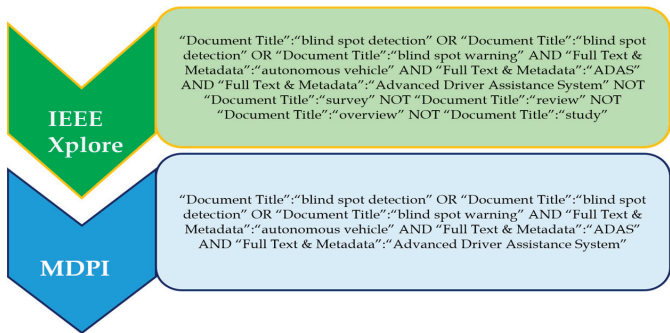 IEEE
Xplore
“Document Title”:“blind spot detection” OR “Document Title”:“blind spot
detection” OR “Document Title”:“blind spot warning” AND “Full Text &
Metadata”:“autonomous vehicle” AND “Full Text & Metadata”:“ADAS”
AND “Full Text & Metadata”:“Advanced Driver Assistance System” NOT
“Document Title”:“survey” NOT “Document Title”:“review” NOT
“Document Title”:“overview” NOT “Document Title”:“study”
MDPI
“Document Title”:“blind spot detection” OR “Document Title”:“blind spot
detection” OR “Document Title”:“blind spot warning” AND “Full Text &
Metadata”:“autonomous vehicle” AND “Full Text & Metadata”:“ADAS”
AND “Full Text & Metadata”:“Advanced Driver Assistance System”